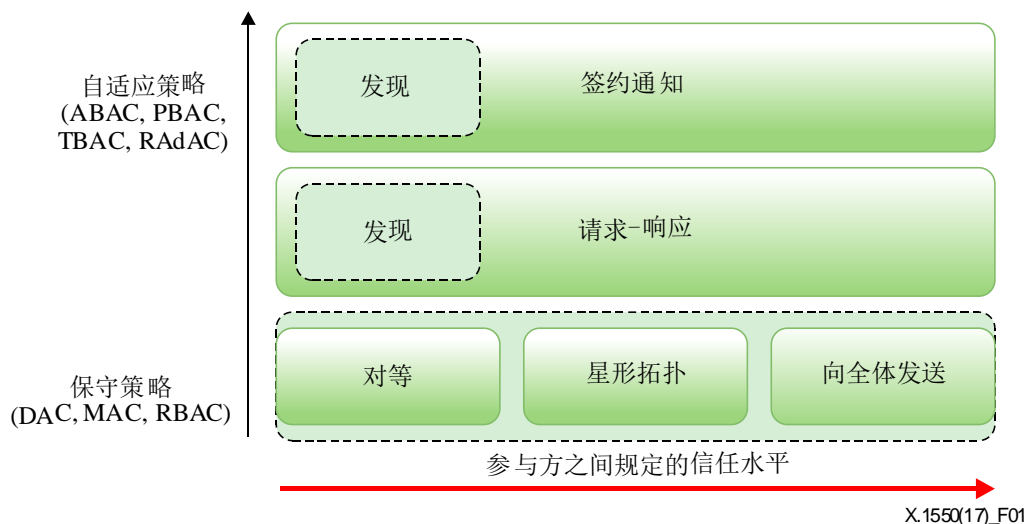 自适应策略
(ABAC, PBAC,
TBAC, RAdAC)
发现
签约通知
发现
请求-响应
保守策略
(DAC, MAC, RBAC)
对等
星形拓扑
向全体发送
参与方之间规定的信任水平
X.1550(17)_F01